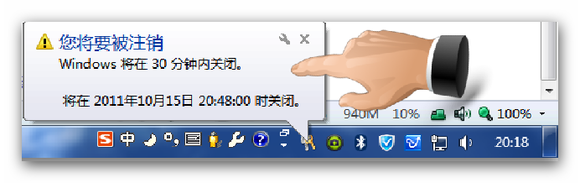 您将要被注销
Windows 将在 30 分钟内关闭。
将在 2011年10月15日 20:48:00 时关闭。
940M 10% 100%
S 中
20:18